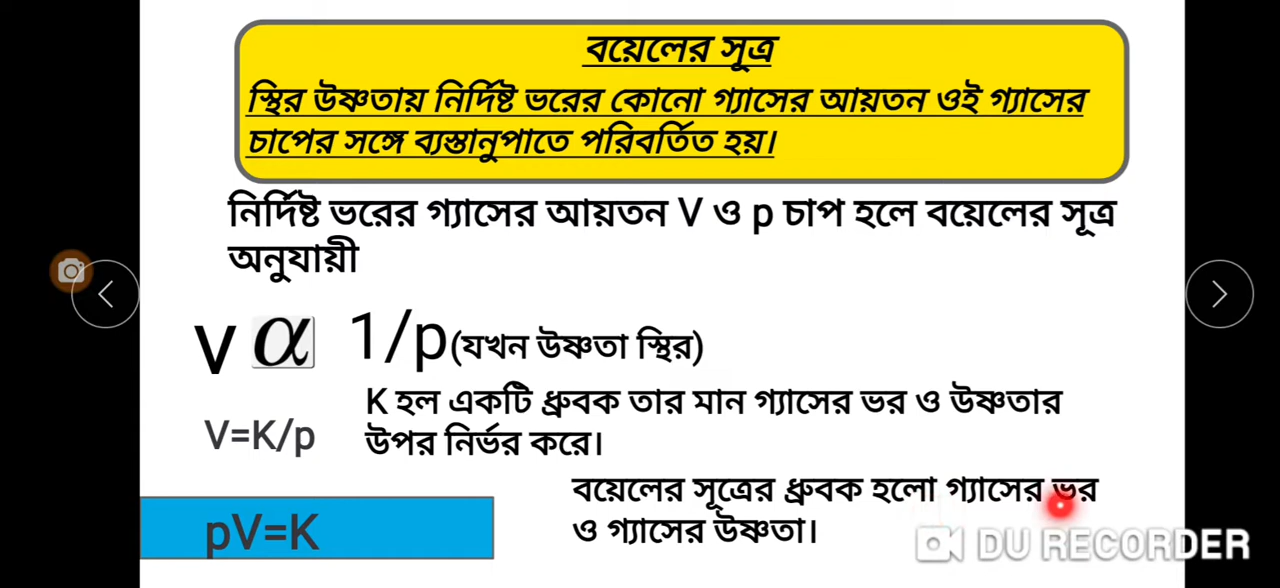 বয়েলের সূত্র
স্থির উষ্ণতায় নির্দিষ্ট ভরের কোনো গ্যাসের আয়তন ওই গ্যাসের
চাপের সঙ্গে ব্যস্তানুপাতে পরিবর্তিত হয়।
নির্দিষ্ট ভরের গ্যাসের আয়তন V ও p চাপ হলে বয়েলের সূত্র
অনুযায়ী
V α 1/p(যখন উষ্ণতা স্থির)
K হল একটি ধ্রুবক তার মান গ্যাসের ভর ও উষ্ণতার
উপর নির্ভর করে।
V=K/p
বয়েলের সূত্রের ধ্রুবক হলো গ্যাসের ভর
ও গ্যাসের উষ্ণতা।
pV=K
DU RECORDER